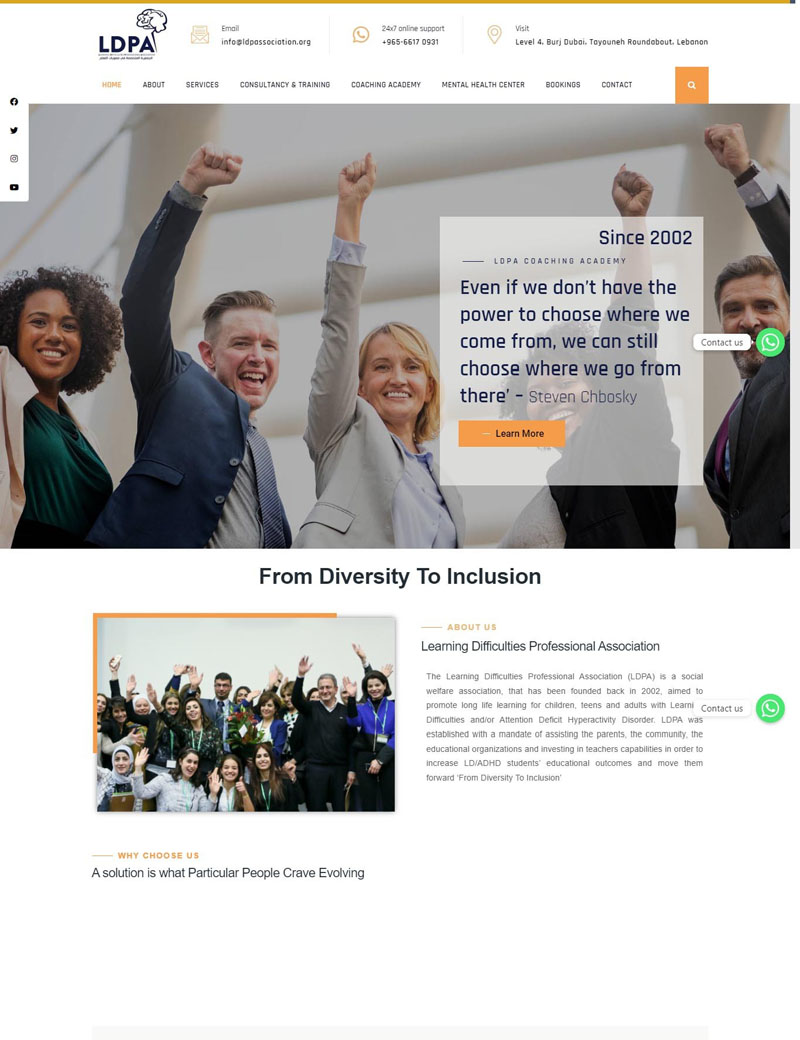 LDPA
Email
info@ldpassociation.org
24x7 online support
+965-6617 0931
Visit
Level 4, Burj Dubai, Tayouneh Roundabout, Lebanon
HOME ABOUT SERVICES CONSULTANCY & TRAINING COACHING ACADEMY MENTAL HEALTH CENTER BOOKINGS CONTACT
Since 2002
LDPA COACHING ACADEMY
Even if we don’t have the
power to choose where we
come from, we can still
choose where we go from
there’ – Steven Chbosky
Learn More
Contact us
From Diversity To Inclusion
ABOUT US
Learning Difficulties Professional Association
The Learning Difficulties Professional Association (LDPA) is a social
welfare association, that has been founded back in 2002, aimed to
promote long life learning for children, teens and adults with Learni
Difficulties and/or Attention Deficit Hyperactivity Disorder. LDPA was
established with a mandate of assisting the parents, the community, the
educational organizations and investing in teachers capabilities in order to
increase LD/ADHD students’ educational outcomes and move them
forward ‘From Diversity To Inclusion’
Contact us
WHY CHOOSE US
A solution is what Particular People Crave Evolving